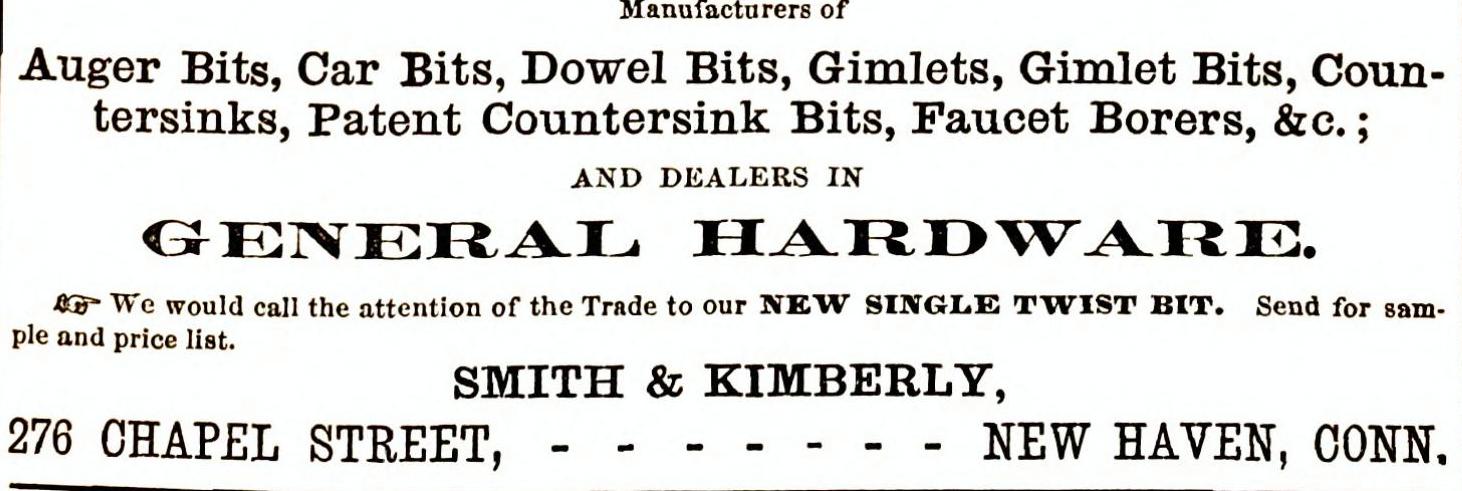 Manufacturers of
Auger Bits, Car Bits, Dowel Bits, Gimlets, Gimlet Bits, Coun-
tersinks, Patent Countersink Bits, Faucet Borers, &c.;
AND DEALERS IN
GENERAL HARDWARE.
☞ We would call the attention of the Trade to our NEW SINGLE TWIST BIT. Send for sam-
ple and price list.
SMITH & KIMBERLY,
276 CHAPEL STREET, - - - - - - - NEW HAVEN, CONN.